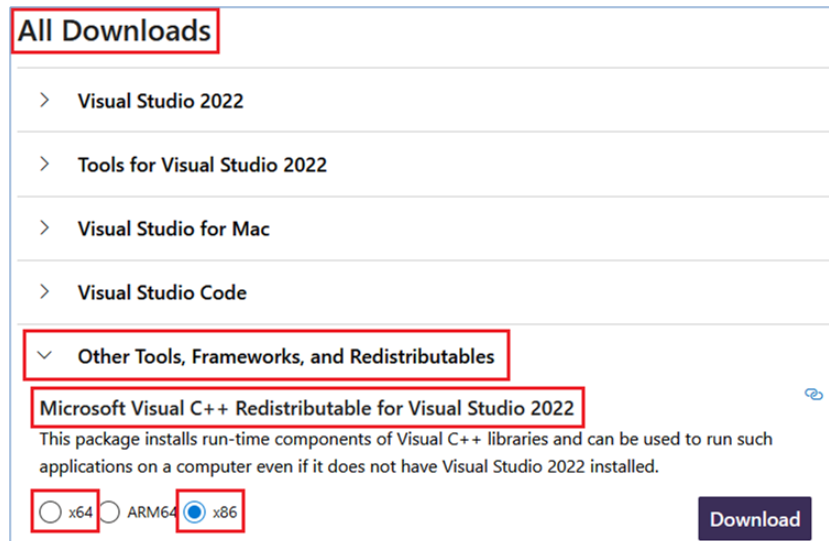 All Downloads
Visual Studio 2022
Tools for Visual Studio 2022
Visual Studio for Mac
Visual Studio Code
Other Tools, Frameworks, and Redistributables
Microsoft Visual C++ Redistributable for Visual Studio 2022
This package installs run-time components of Visual C++ libraries and can be used to run such
applications on a computer even if it does not have Visual Studio 2022 installed.
x64 ARM64 x86 Download